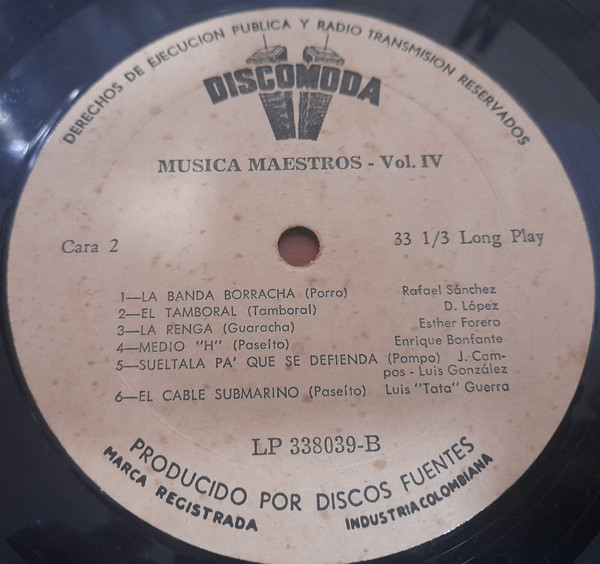 DERECHOS DE EJECUCION PUBLICA Y RADIO TRANSMISION RESERVADOS
DISCOMODA
MUSICA MAESTROS - Vol. IV
Cara 2
33 1/3 Long Play
1—LA BANDA BORRACHA (Porro) Rafael Sánchez
2—EL TAMBORAL (Tamboral) D. López
3—LA RENGA (Guaracha) Esther Forero
4—MEDIO "H" (Paseíto) Enrique Bonfante
5—SUELTALA PA' QUE SE DEFIENDA (Pompo) J. Cam-
pos - Luis González
6—EL CABLE SUBMARINO (Paseíto) Luis "Tata" Guerra
LP 338039-B
PRODUCIDO POR DISCOS FUENTES
MARCA REGISTRADA
INDUSTRIA COLOMBIANA